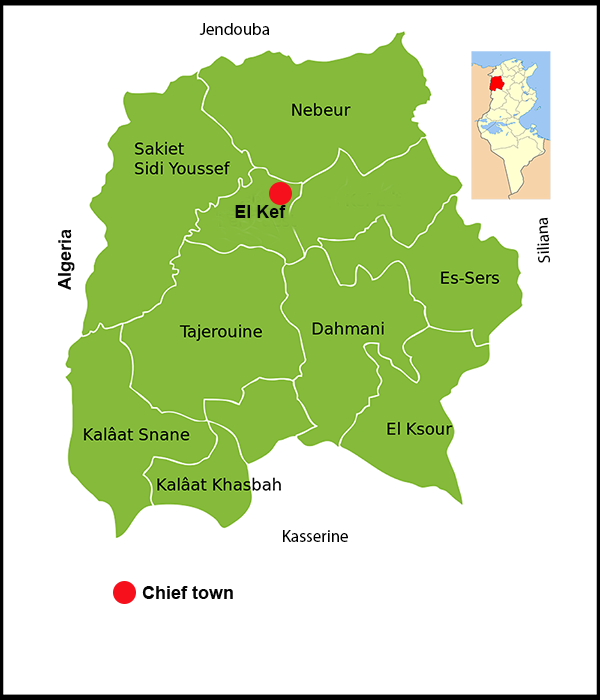 Jendouba
Nebeur
Sakiet
Sidi Youssef
El Kef
Algeria
Siliana
Es-Sers
Tajerouine
Dahmani
Kalâat Snane
El Ksour
Kalâat Khasbah
Kasserine
Chief town